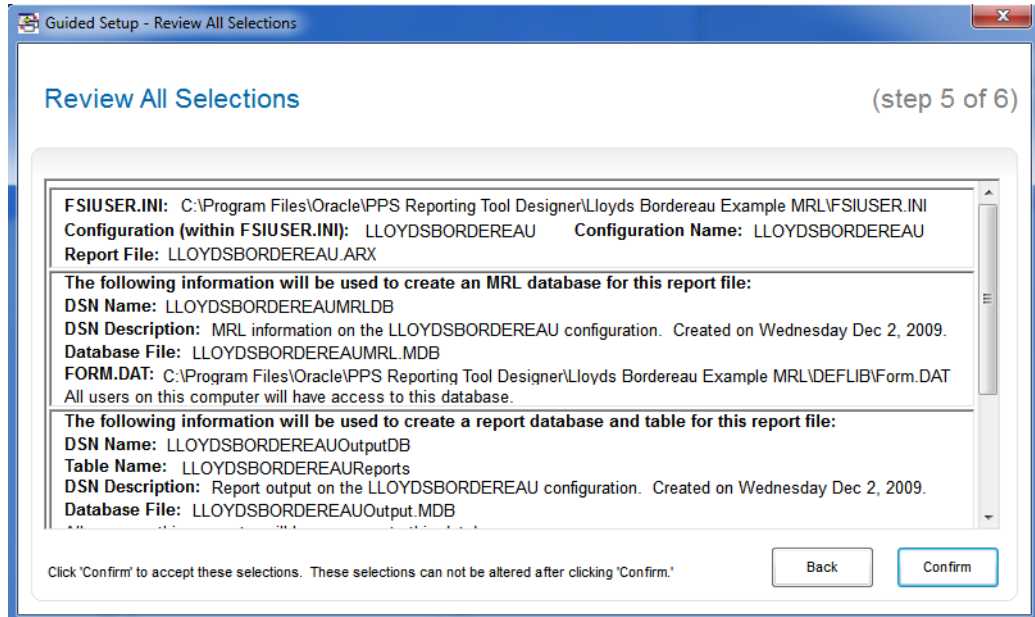 Guided Setup - Review All Selections
Review All Selections (step 5 of 6)
FSIUSER.INI: C:\Program Files\Oracle\PPS Reporting Tool Designer\Lloyds Bordereau Example MRL\FSIUSER.INI
Configuration (within FSIUSER.INI): LLOYDSBORDEREAU Configuration Name: LLOYDSBORDEREAU
Report File: LLOYDSBORDEREAU.ARX
The following information will be used to create an MRL database for this report file:
DSN Name: LLOYDSBORDEREAUMRLDB
DSN Description: MRL information on the LLOYDSBORDEREAU configuration. Created on Wednesday Dec 2, 2009.
Database File: LLOYDSBORDEREAUMRL.MDB
FORM.DAT: C:\Program Files\Oracle\PPS Reporting Tool Designer\Lloyds Bordereau Example MRL\DEFLIB\Form.DAT
All users on this computer will have access to this database.
The following information will be used to create a report database and table for this report file:
DSN Name: LLOYDSBORDEREAUOutputDB
Table Name: LLOYDSBORDEREAUReports
DSN Description: Report output on the LLOYDSBORDEREAU configuration. Created on Wednesday Dec 2, 2009.
Database File: LLOYDSBORDEREAUOutput.MDB
Click 'Confirm' to accept these selections. These selections can not be altered after clicking 'Confirm.'
Back
Confirm